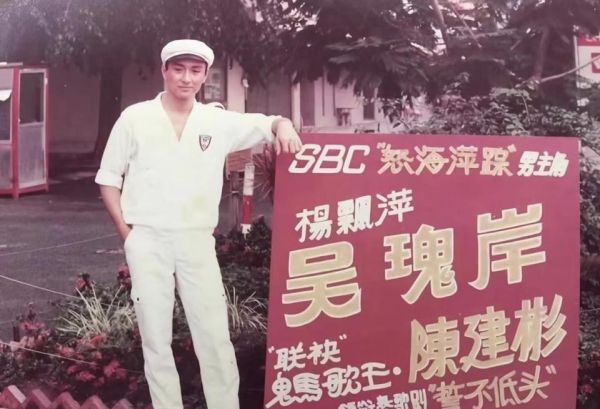 SBC "怒海萍踪" 男主角
楊飄萍
吴瑰岸
"联袂"
鬼馬歌王·陳建彬
"誓不低头"